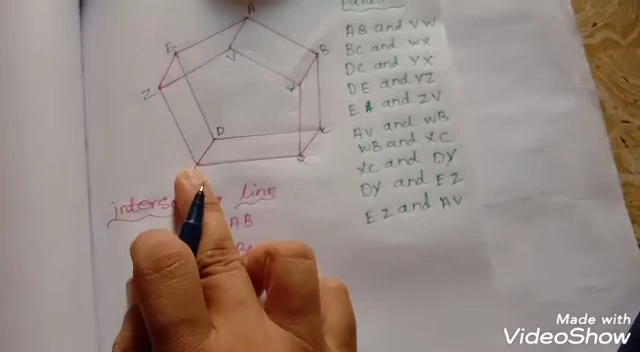 A
E
B
V
W
Z
D
C
X
AB and VW
BC and WX
DC and YX
DE and YZ
EA and ZV
AV and WB
WB and XC
XC and DY
DY and EZ
EZ and AV
line
AB
Made with
VideoShow